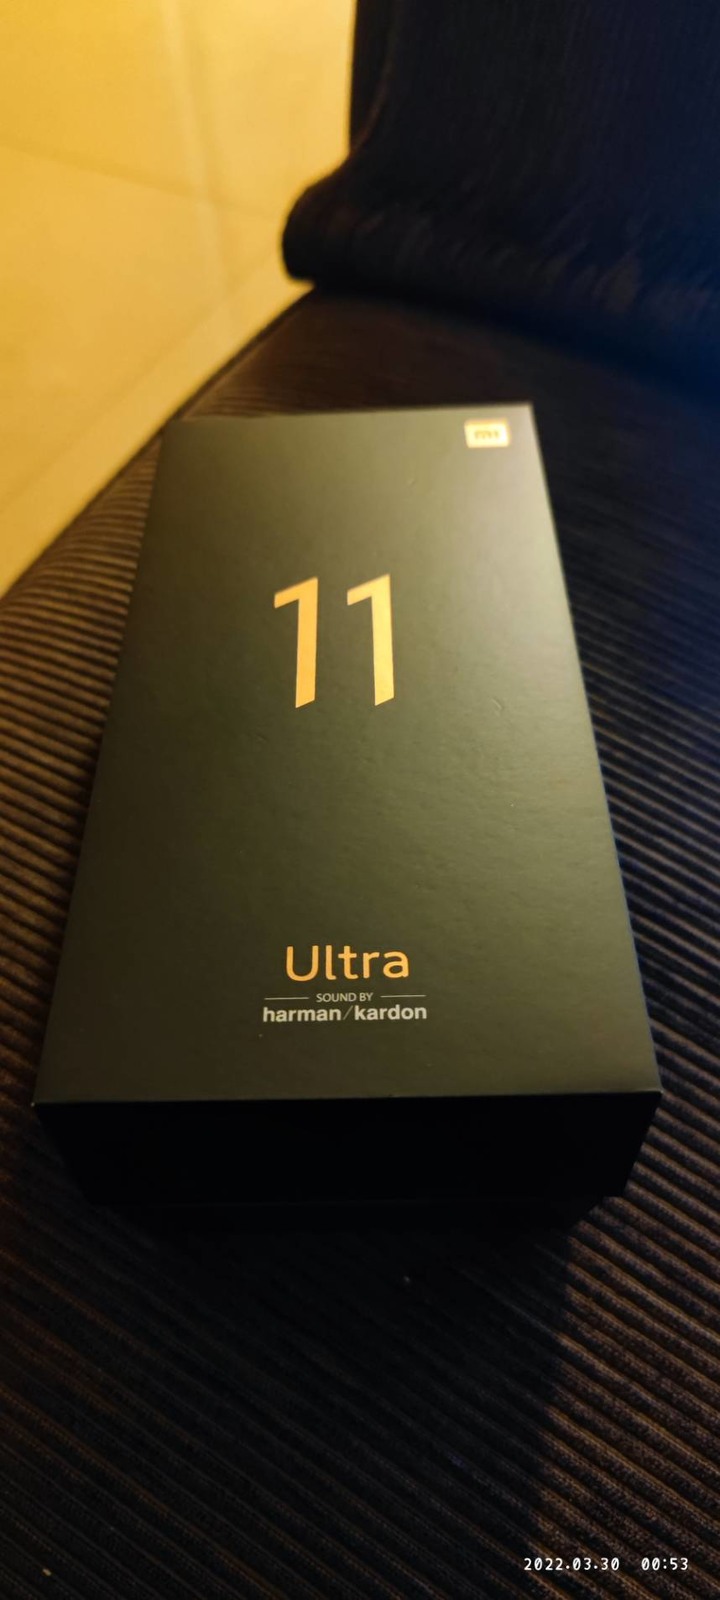 mi
11
Ultra
SOUND BY
harman/kardon
2022.03.30 00:53